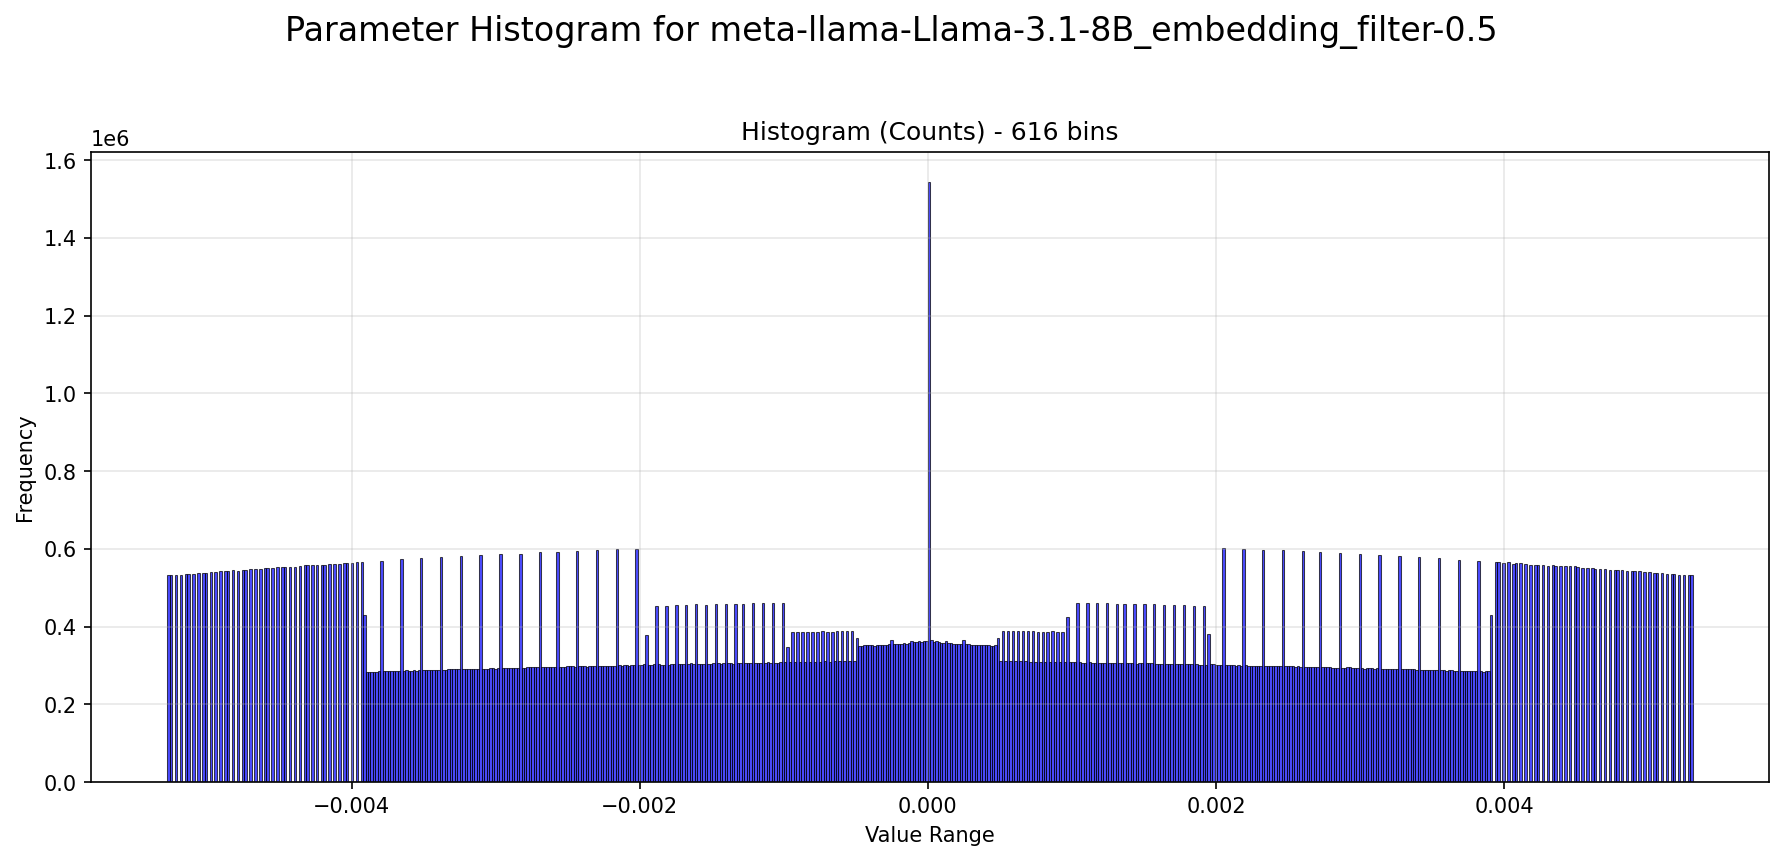 Parameter Histogram for meta-llama-Llama-3.1-8B_embedding_filter-0.5
Histogram (Counts) - 616 bins
1e6
1.6
1.4
1.2
1.0
0.8
0.6
0.4
0.2
0.0
Frequency
−0.004
−0.002
0.000
0.002
0.004
Value Range